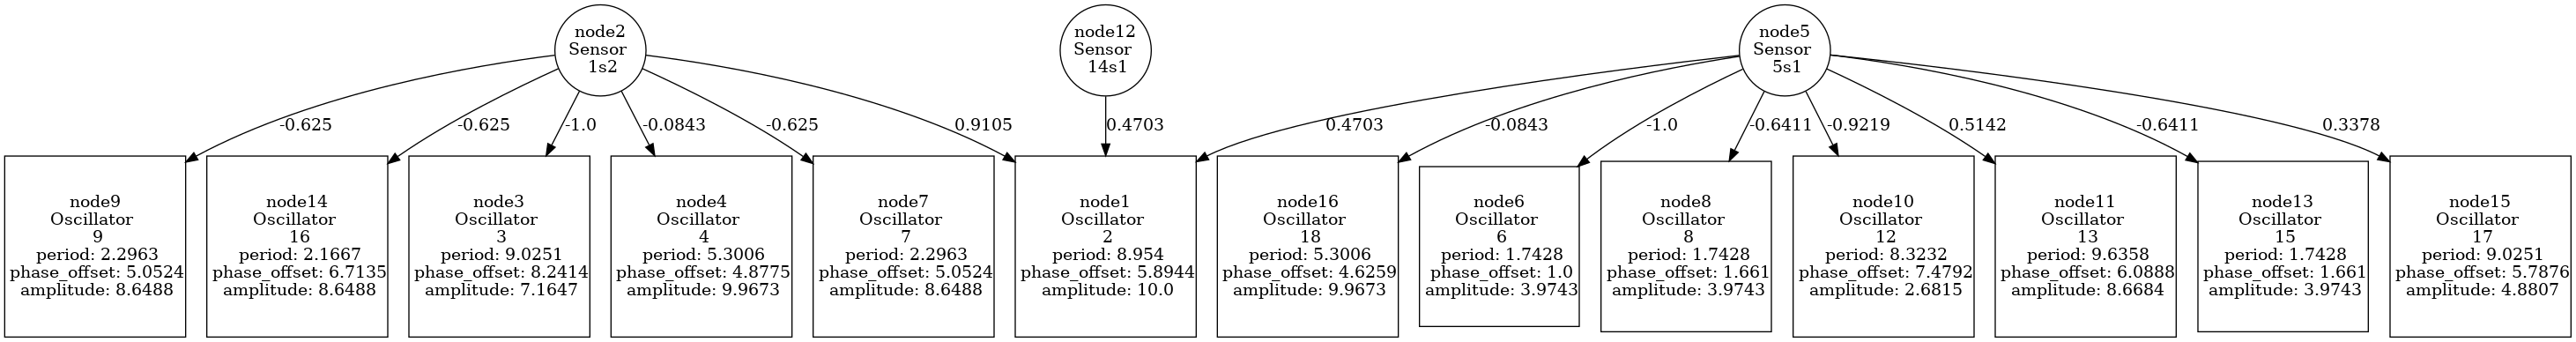 node2
Sensor
1s2
node12
Sensor
14s1
node5
Sensor
5s1
-0.625
-0.625
-1.0
-0.0843
-0.625
0.9105
0.4703
0.4703
-0.0843
-1.0
-0.6411
-0.9219
0.5142
-0.6411
0.3378
node9
Oscillator
9
period: 2.2963
phase_offset: 5.0524
amplitude: 8.6488
node14
Oscillator
16
period: 2.1667
phase_offset: 6.7135
amplitude: 8.6488
node3
Oscillator
3
period: 9.0251
phase_offset: 8.2414
amplitude: 7.1647
node4
Oscillator
4
period: 5.3006
phase_offset: 4.8775
amplitude: 9.9673
node7
Oscillator
7
period: 2.2963
phase_offset: 5.0524
amplitude: 8.6488
node1
Oscillator
2
period: 8.954
phase_offset: 5.8944
amplitude: 10.0
node16
Oscillator
18
period: 5.3006
phase_offset: 4.6259
amplitude: 9.9673
node6
Oscillator
6
period: 1.7428
phase_offset: 1.0
amplitude: 3.9743
node8
Oscillator
8
period: 1.7428
phase_offset: 1.661
amplitude: 3.9743
node10
Oscillator
12
period: 8.3232
phase_offset: 7.4792
amplitude: 2.6815
node11
Oscillator
13
period: 9.6358
phase_offset: 6.0888
amplitude: 8.6684
node13
Oscillator
15
period: 1.7428
phase_offset: 1.661
amplitude: 3.9743
node15
Oscillator
17
period: 9.0251
phase_offset: 5.7876
amplitude: 4.8807